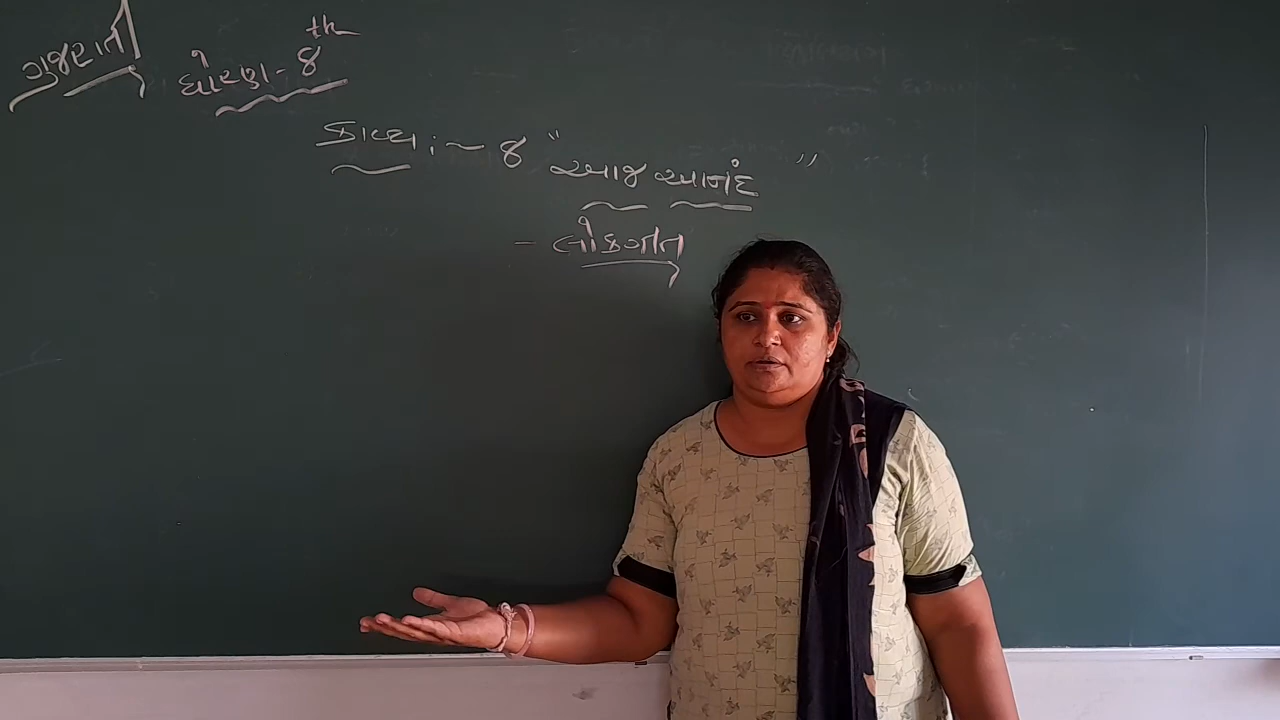 ગુજરાતી
ધોરણ - 8th
કાવ્ય :~ 8 "આજ આનંદ"
- લોકગીત